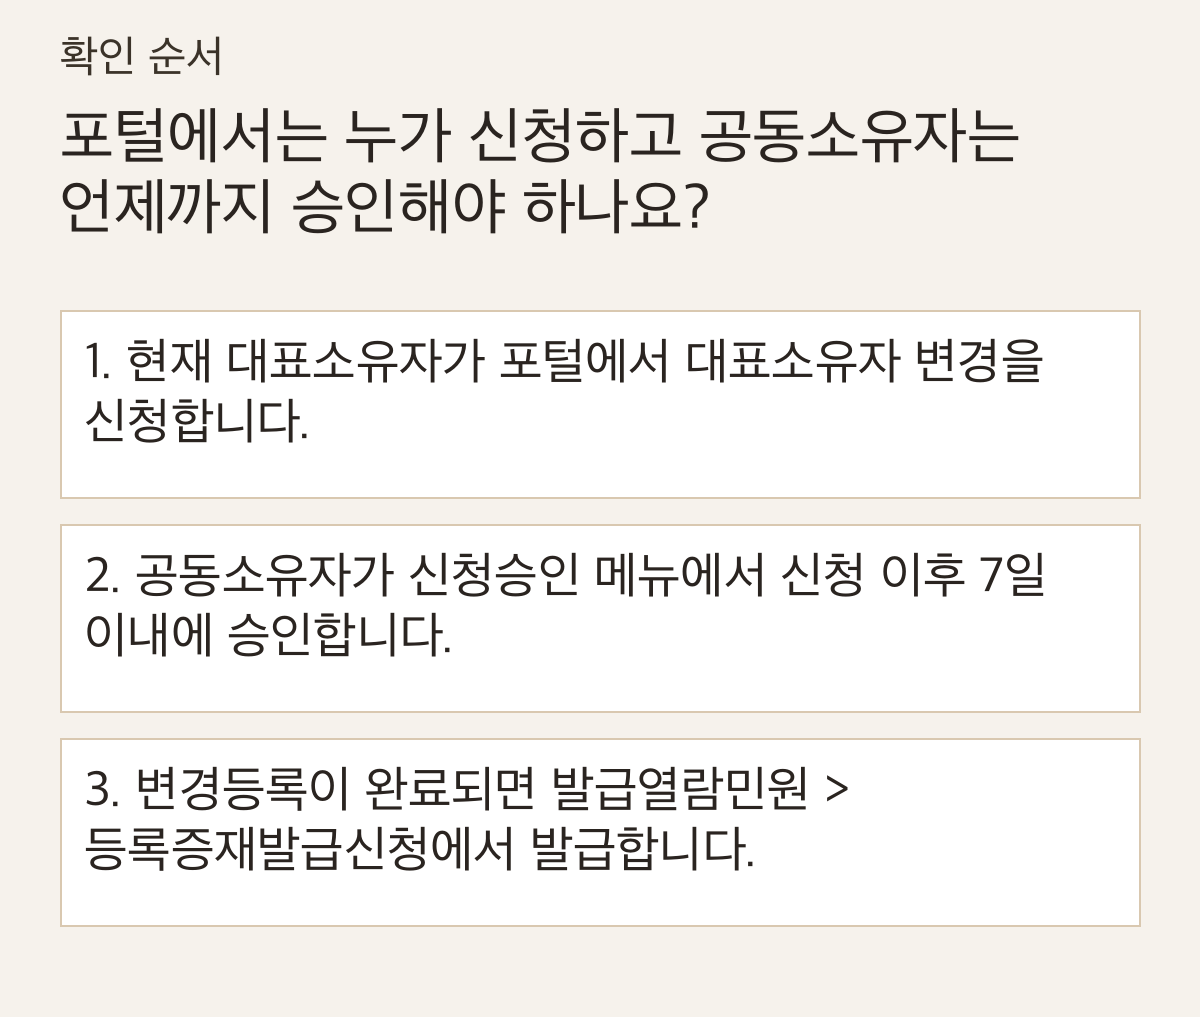 확인 순서
포털에서는 누가 신청하고 공동소유자는
언제까지 승인해야 하나요?
1. 현재 대표소유자가 포털에서 대표소유자 변경을
신청합니다.
2. 공동소유자가 신청승인 메뉴에서 신청 이후 7일
이내에 승인합니다.
3. 변경등록이 완료되면 발급열람민원 >
등록증재발급신청에서 발급합니다.